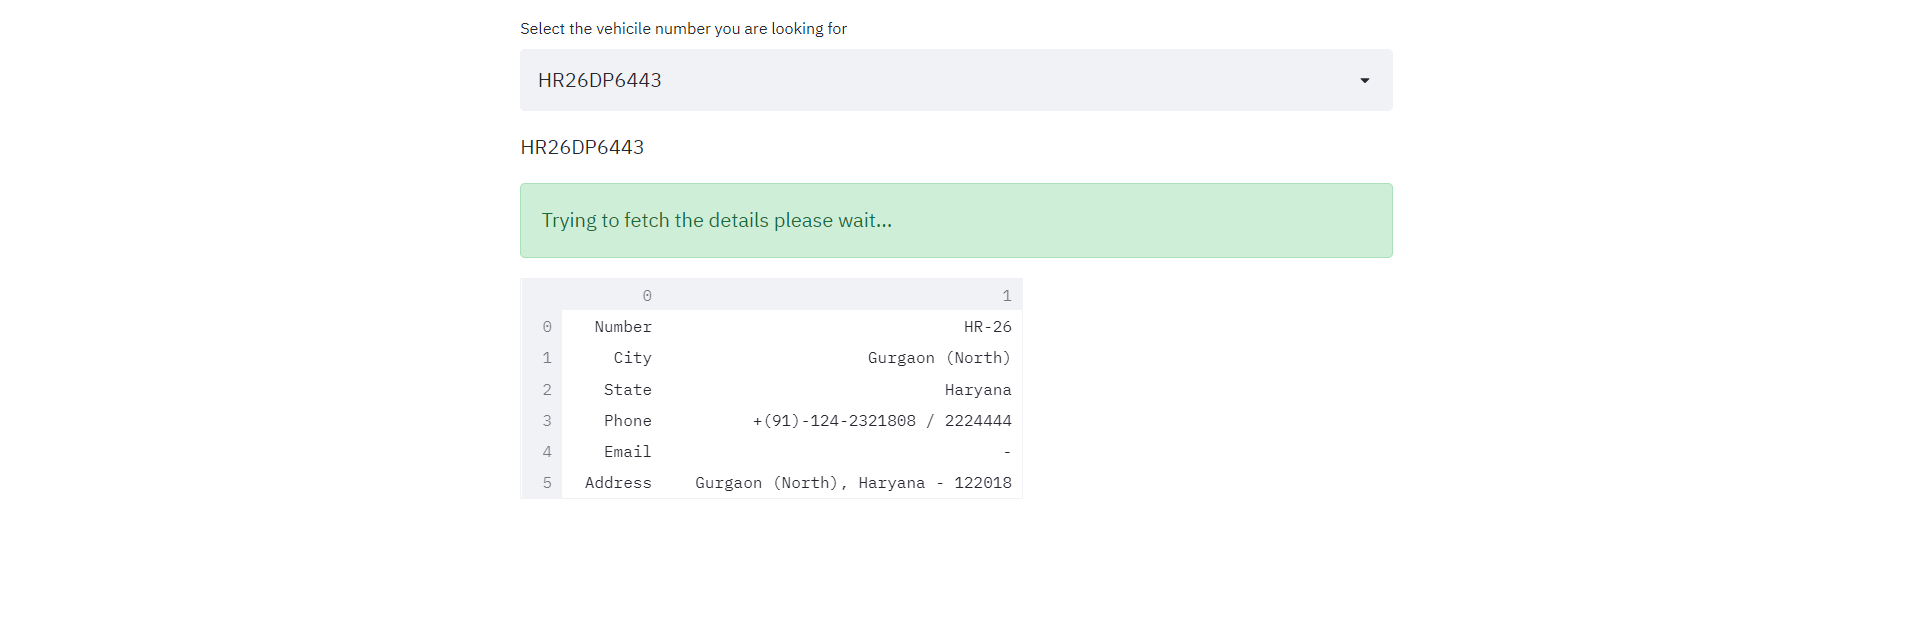 Select the vehicile number you are looking for
HR26DP6443
HR26DP6443
Trying to fetch the details please wait...
0 1
0 Number HR-26
1 City Gurgaon (North)
2 State Haryana
3 Phone +(91)-124-2321808 / 2224444
4 Email -
5 Address Gurgaon (North), Haryana - 122018